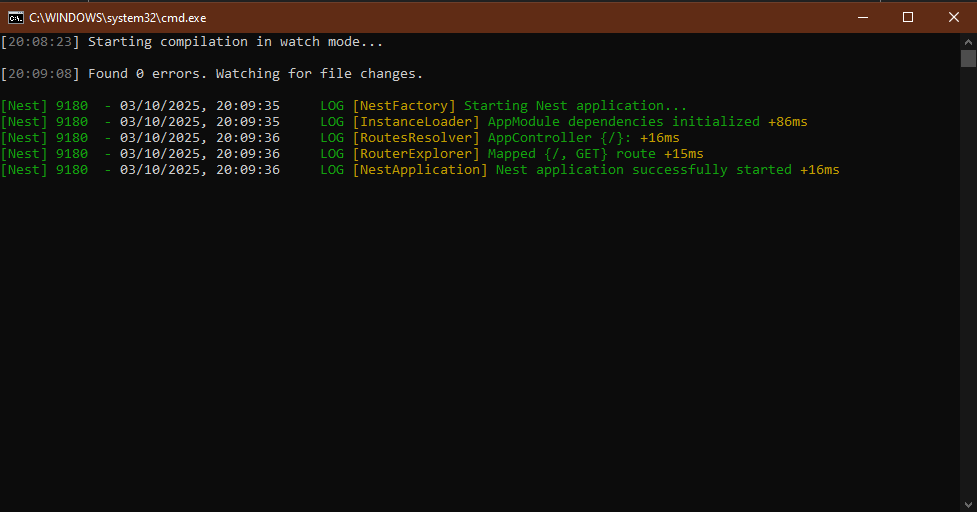 C:\WINDOWS\system32\cmd.exe
[20:08:23] Starting compilation in watch mode...
[20:09:08] Found 0 errors. Watching for file changes.
[Nest] 9180  - 03/10/2025, 20:09:35     LOG [NestFactory] Starting Nest application...
[Nest] 9180  - 03/10/2025, 20:09:35     LOG [InstanceLoader] AppModule dependencies initialized +86ms
[Nest] 9180  - 03/10/2025, 20:09:36     LOG [RoutesResolver] AppController {/}: +16ms
[Nest] 9180  - 03/10/2025, 20:09:36     LOG [RouterExplorer] Mapped {/, GET} route +15ms
[Nest] 9180  - 03/10/2025, 20:09:36     LOG [NestApplication] Nest application successfully started +16ms